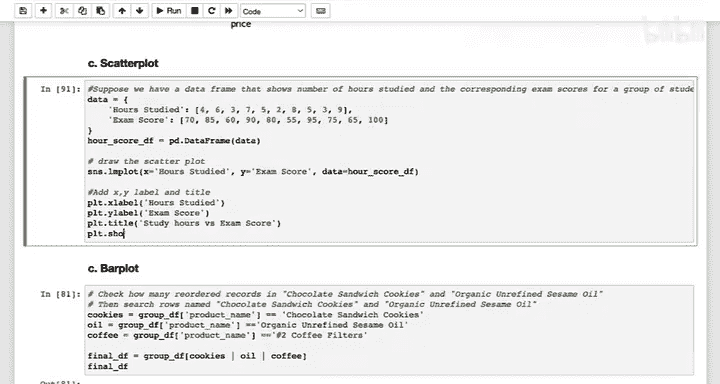 Run
Code
price
c. Scatterplot
In [91]:
#Suppose we have a data frame that shows number of hours studied and the corresponding exam scores for a group of stude
data = {
    'Hours Studied': [4, 6, 3, 7, 5, 2, 8, 5, 3, 9],
    'Exam Score': [70, 85, 60, 90, 80, 55, 95, 75, 65, 100]
}
hour_score_df = pd.DataFrame(data)
# draw the scatter plot
sns.lmplot(x='Hours Studied', y='Exam Score', data=hour_score_df)
#Add x,y label and title
plt.xlabel('Hours Studied')
plt.ylabel('Exam Score')
plt.title('Study hours vs Exam Score')
plt.sho
c. Barplot
In [81]:
# Check how many reordered records in "Chocolate Sandwich Cookies" and "Organic Unrefined Sesame Oil"
# Then search rows named "Chocolate Sandwich Cookies" and "Organic Unrefined Sesame Oil"
cookies = group_df['product_name'] == 'Chocolate Sandwich Cookies'
oil = group_df['product_name'] =='Organic Unrefined Sesame Oil'
coffee = group_df['product_name'] =='#2 Coffee Filters'
final_df = group_df[cookies | oil | coffee]
final_df
Out[81]: